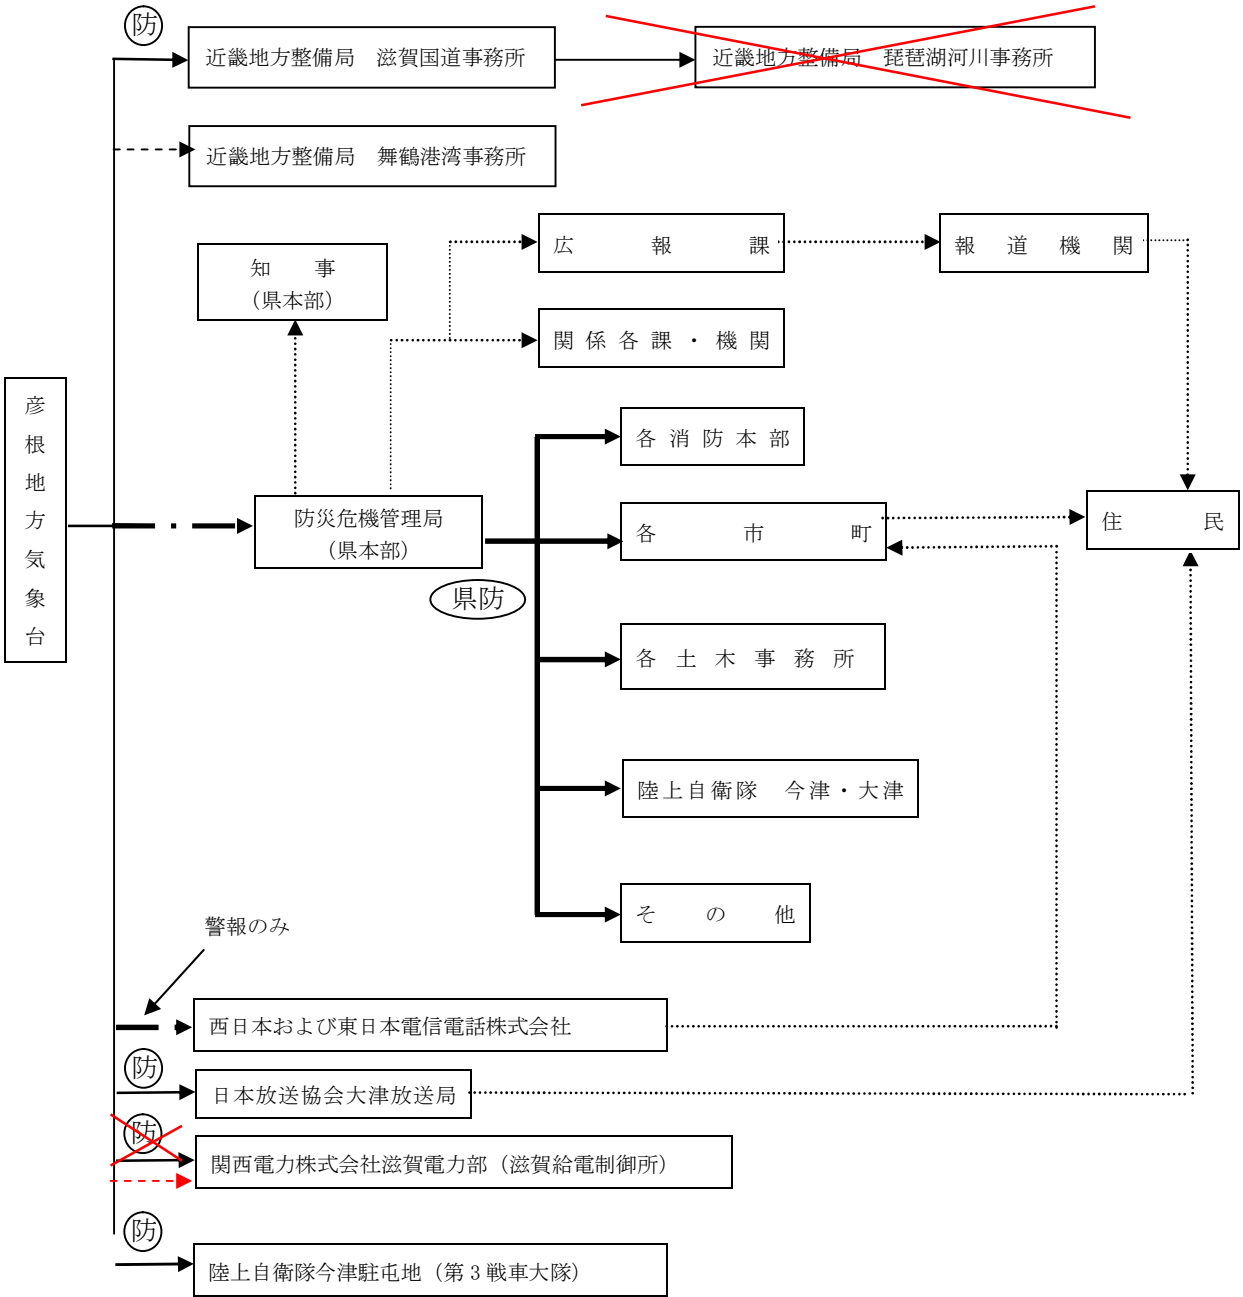 防
近畿地方整備局　滋賀国道事務所
近畿地方整備局　琵琶湖河川事務所
近畿地方整備局　舞鶴港湾事務所
広報課
報道機関
知事
（県本部）
関係各課・機関
彦根地方気象台
各消防本部
防災危機管理局
（県本部）
各市町
住民
県防
各土木事務所
陸上自衛隊　今津・大津
その他
警報のみ
西日本および東日本電信電話株式会社
防
日本放送協会大津放送局
防
関西電力株式会社滋賀電力部（滋賀給電制御所）
防
陸上自衛隊今津駐屯地（第3戦車大隊）